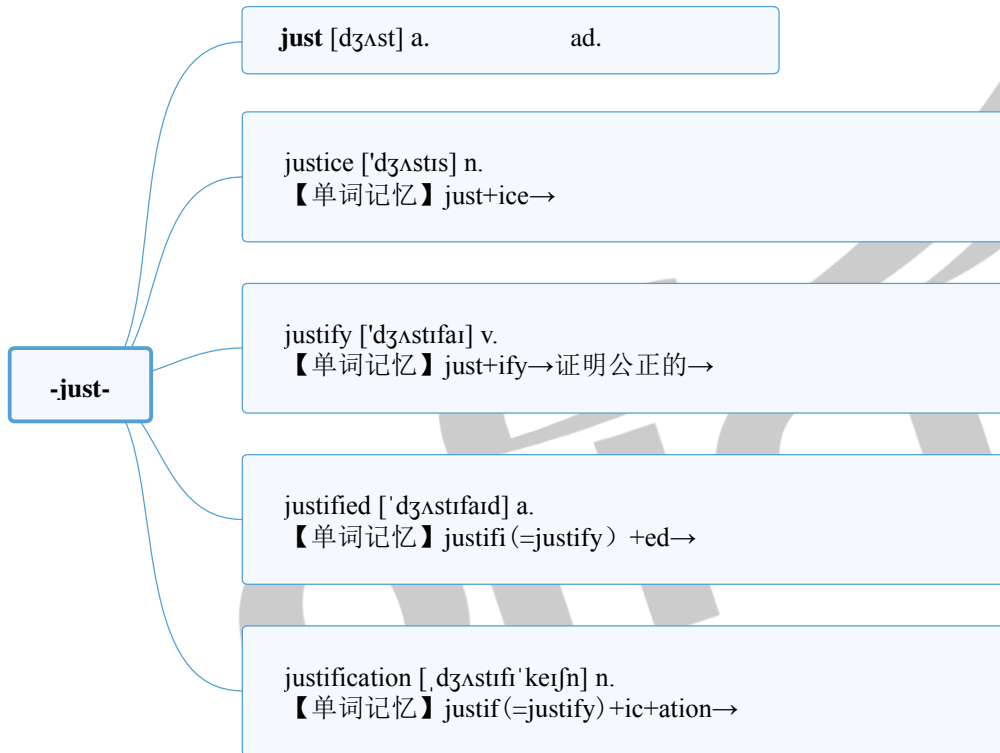 just [dʒʌst] a. ad.
justice ['dʒʌstɪs] n.
【单词记忆】just+ice→
justify ['dʒʌstɪfaɪ] v.
【单词记忆】just+ify→证明公正的→
-just-
justified [ˈdʒʌstɪfaɪd] a.
【单词记忆】justifi(=justify）+ed→
justification [ˌdʒʌstɪfɪˈkeɪʃn] n.
【单词记忆】justif(=justify)+ic+ation→